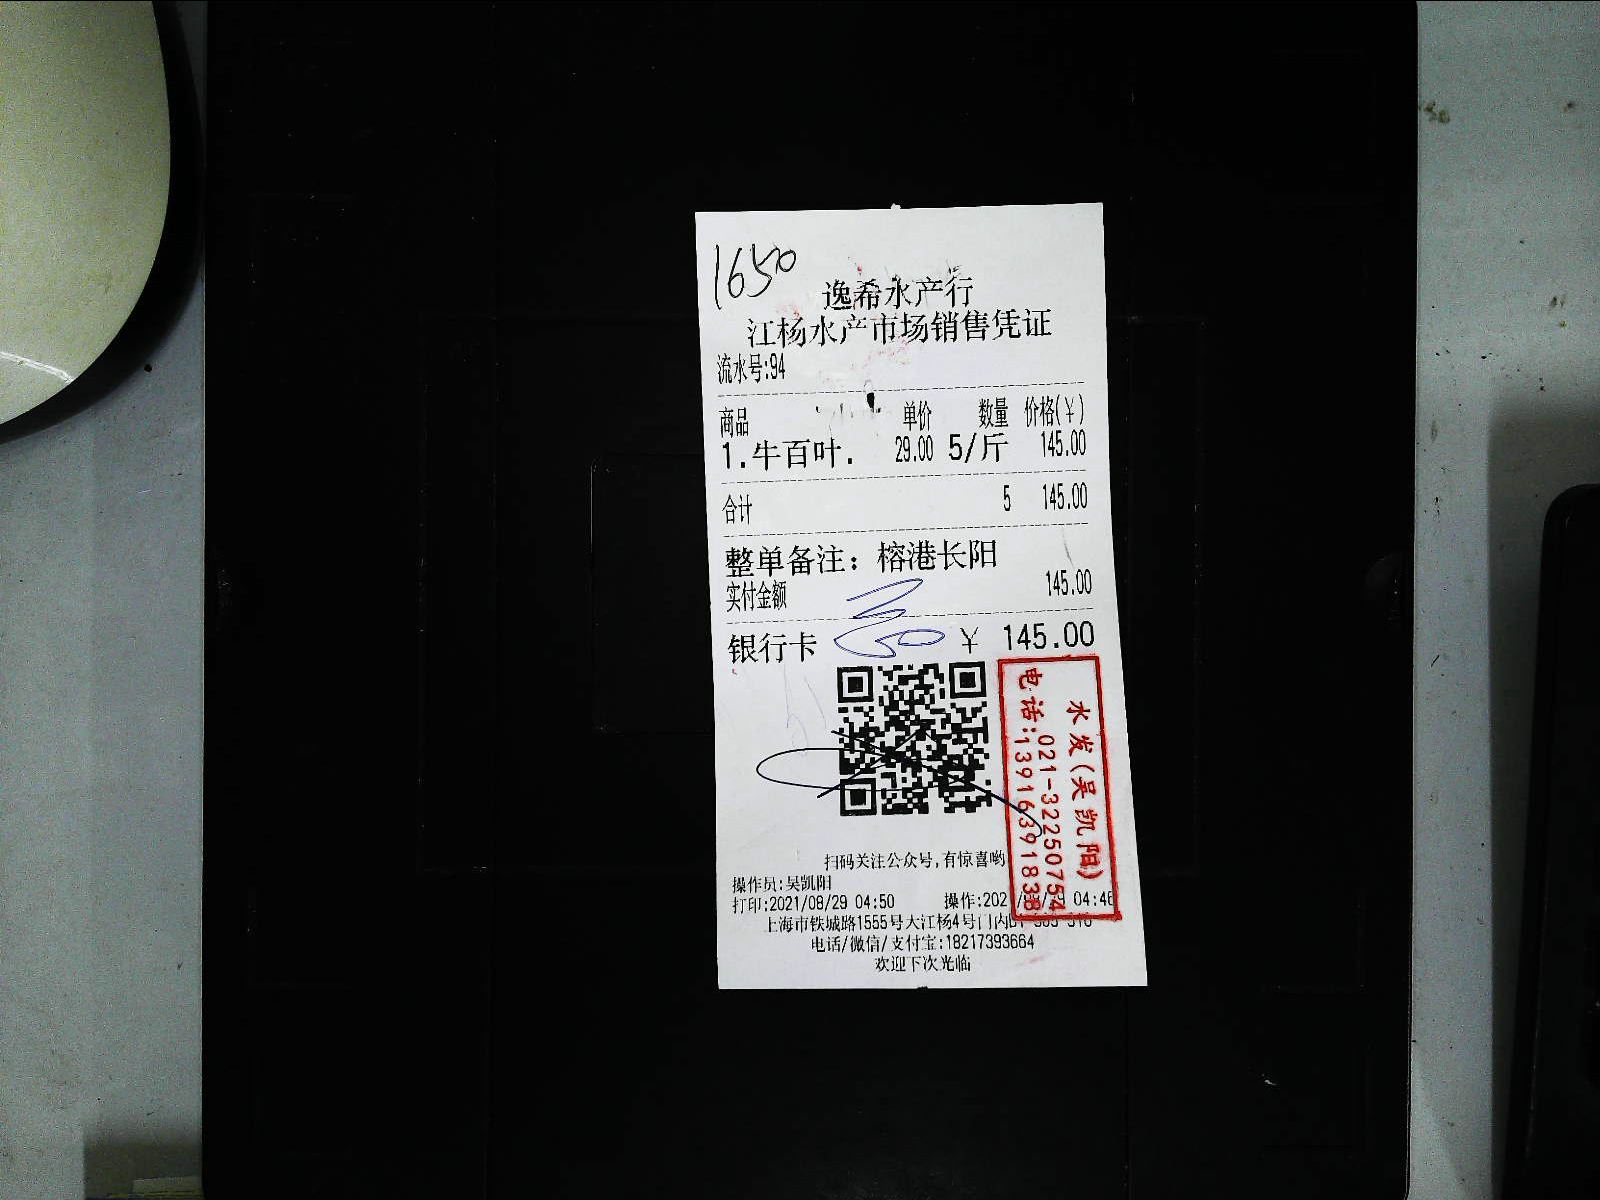 1650
逸希水产行
江杨水产市场销售凭证
流水号:94
商品 单价 数量 价格(¥)
1.牛百叶. 29.00 5/斤 145.00
合计 5 145.00
整单备注: 榕港长阳
实付金额 145.00
银行卡 ¥ 145.00
水发(吴凯阳)
电话:021-32250754
13916391838
扫码关注公众号,有惊喜哟
操作员:吴凯阳
打印:2021/08/29 04:50 操作:202 04:46
上海市铁城路1555号大江杨4号门内
电话/微信/支付宝:18217393664
欢迎下次光临